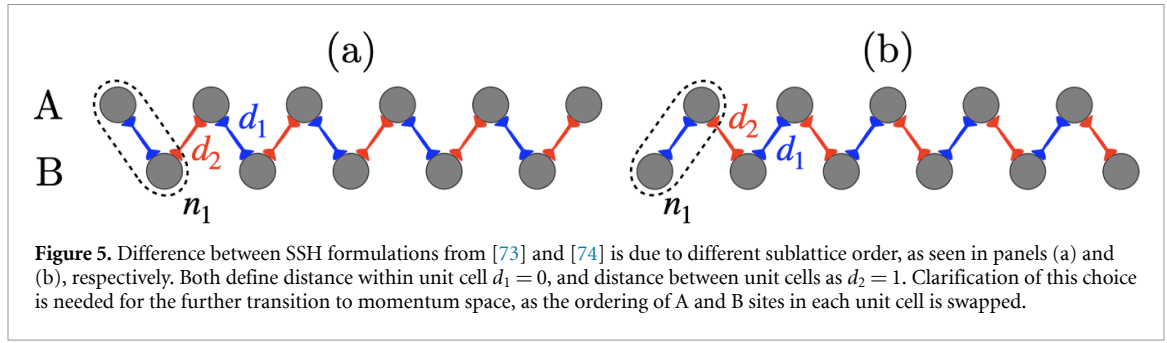 (a)
(b)
A
B
d₁
d₂
n₁
d₂
d₁
n₁
Figure 5. Difference between SSH formulations from [73] and [74] is due to different sublattice order, as seen in panels (a) and
(b), respectively. Both define distance within unit cell d₁ = 0, and distance between unit cells as d₂ = 1. Clarification of this choice
is needed for the further transition to momentum space, as the ordering of A and B sites in each unit cell is swapped.